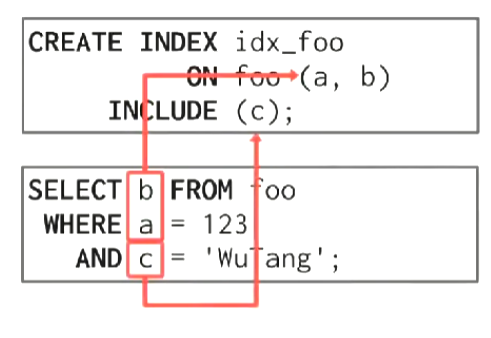 CREATE INDEX idx_foo
ON foo (a, b)
INCLUDE (c);
SELECT b FROM foo
WHERE a = 123
AND c = 'WuTang';